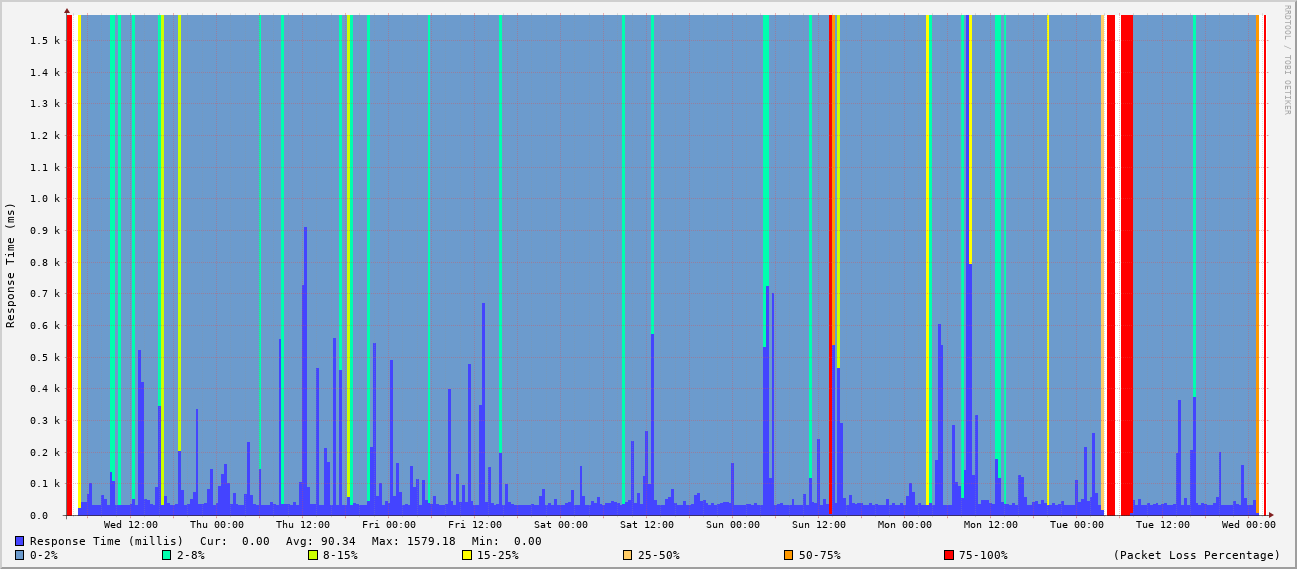 RRDTOOL / TOBI OETIKER
Response Time (ms)
1.5 k
1.4 k
1.3 k
1.2 k
1.1 k
1.0 k
0.9 k
0.8 k
0.7 k
0.6 k
0.5 k
0.4 k
0.3 k
0.2 k
0.1 k
0.0
Wed 12:00 Thu 00:00 Thu 12:00 Fri 00:00 Fri 12:00 Sat 00:00 Sat 12:00 Sun 00:00 Sun 12:00 Mon 00:00 Mon 12:00 Tue 00:00 Tue 12:00 Wed 00:00
Response Time (millis) Cur: 0.00 Avg: 90.34 Max: 1579.18 Min: 0.00
0-2% 2-8% 8-15% 15-25% 25-50% 50-75% 75-100% (Packet Loss Percentage)